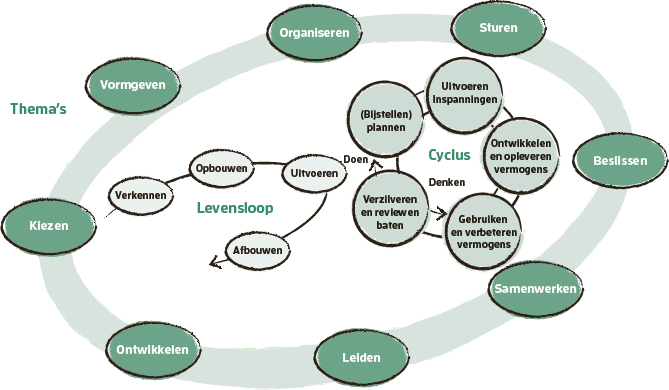 Organiseren
Sturen
Vormgeven
Thema's
Uitvoeren
Inspanningen
(Bijstellen)
plannen
Ontwikkelen
en opleveren
vermogens
Cyclus
Doen
Denken
Beslissen
Opbouwen
Uitvoeren
Verkennen
Levensloop
Verzilveren
en reviewen
baten
Kiezen
Gebruiken
en verbeteren
vermogens
Afbouwen
Samenwerken
Ontwikkelen
Leiden